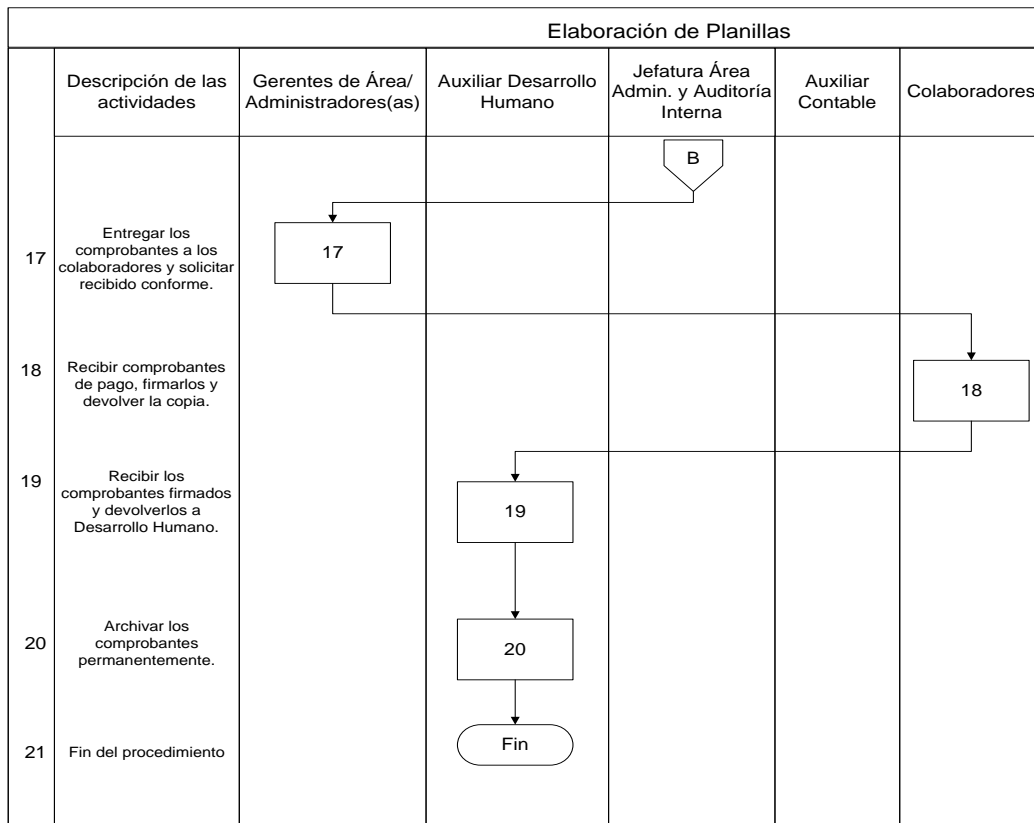 Elaboración de Planillas
Descripción de las
actividades
Gerentes de Área/
Administradores(as)
Auxiliar Desarrollo
Humano
Jefatura Área
Admin. y Auditoría
Interna
Auxiliar
Contable
Colaboradores
B
17
Entregar los
comprobantes a los
colaboradores y solicitar
recibido conforme.
17
18
Recibir comprobantes
de pago, firmarlos y
devolver la copia.
18
19
Recibir los
comprobantes firmados
y devolverlos a
Desarrollo Humano.
19
20
Archivar los
comprobantes
permanentemente.
20
21
Fin del procedimiento
Fin